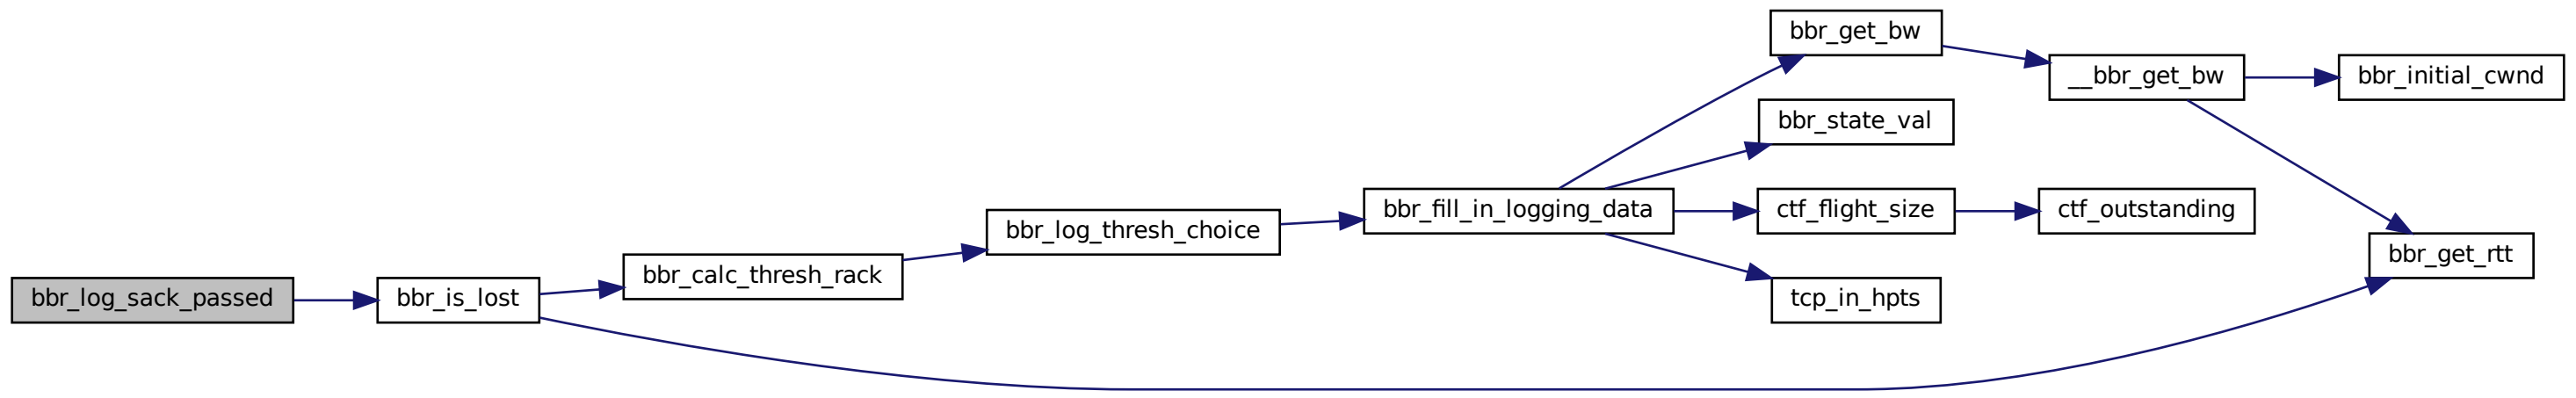 bbr_log_sack_passed
bbr_is_lost
bbr_calc_thresh_rack
bbr_log_thresh_choice
bbr_fill_in_logging_data
bbr_get_bw
__bbr_get_bw
bbr_initial_cwnd
bbr_state_val
ctf_flight_size
ctf_outstanding
tcp_in_hpts
bbr_get_rtt